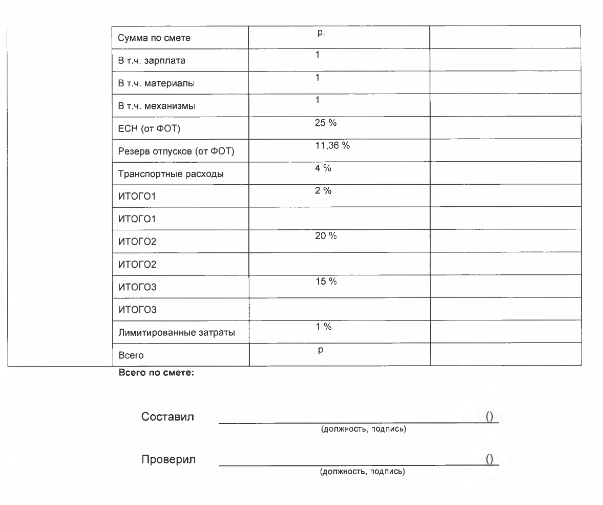 Сумма по смете р.
В т.ч. зарплата 1
В т.ч. материалы 1
В т.ч. механизмы 1
ЕСН (от ФОТ) 25 %
Резерв отпусков (от ФОТ) 11,36 %
Транспортные расходы 4 %
ИТОГО1 2 %
ИТОГО1
ИТОГО2 20 %
ИТОГО2
ИТОГО3 15 %
ИТОГО3
Лимитированные затраты 1 %
Всего р
Всего по смете:
Составил ()
(должность, подпись)
Проверил ()
(должность, подпись)